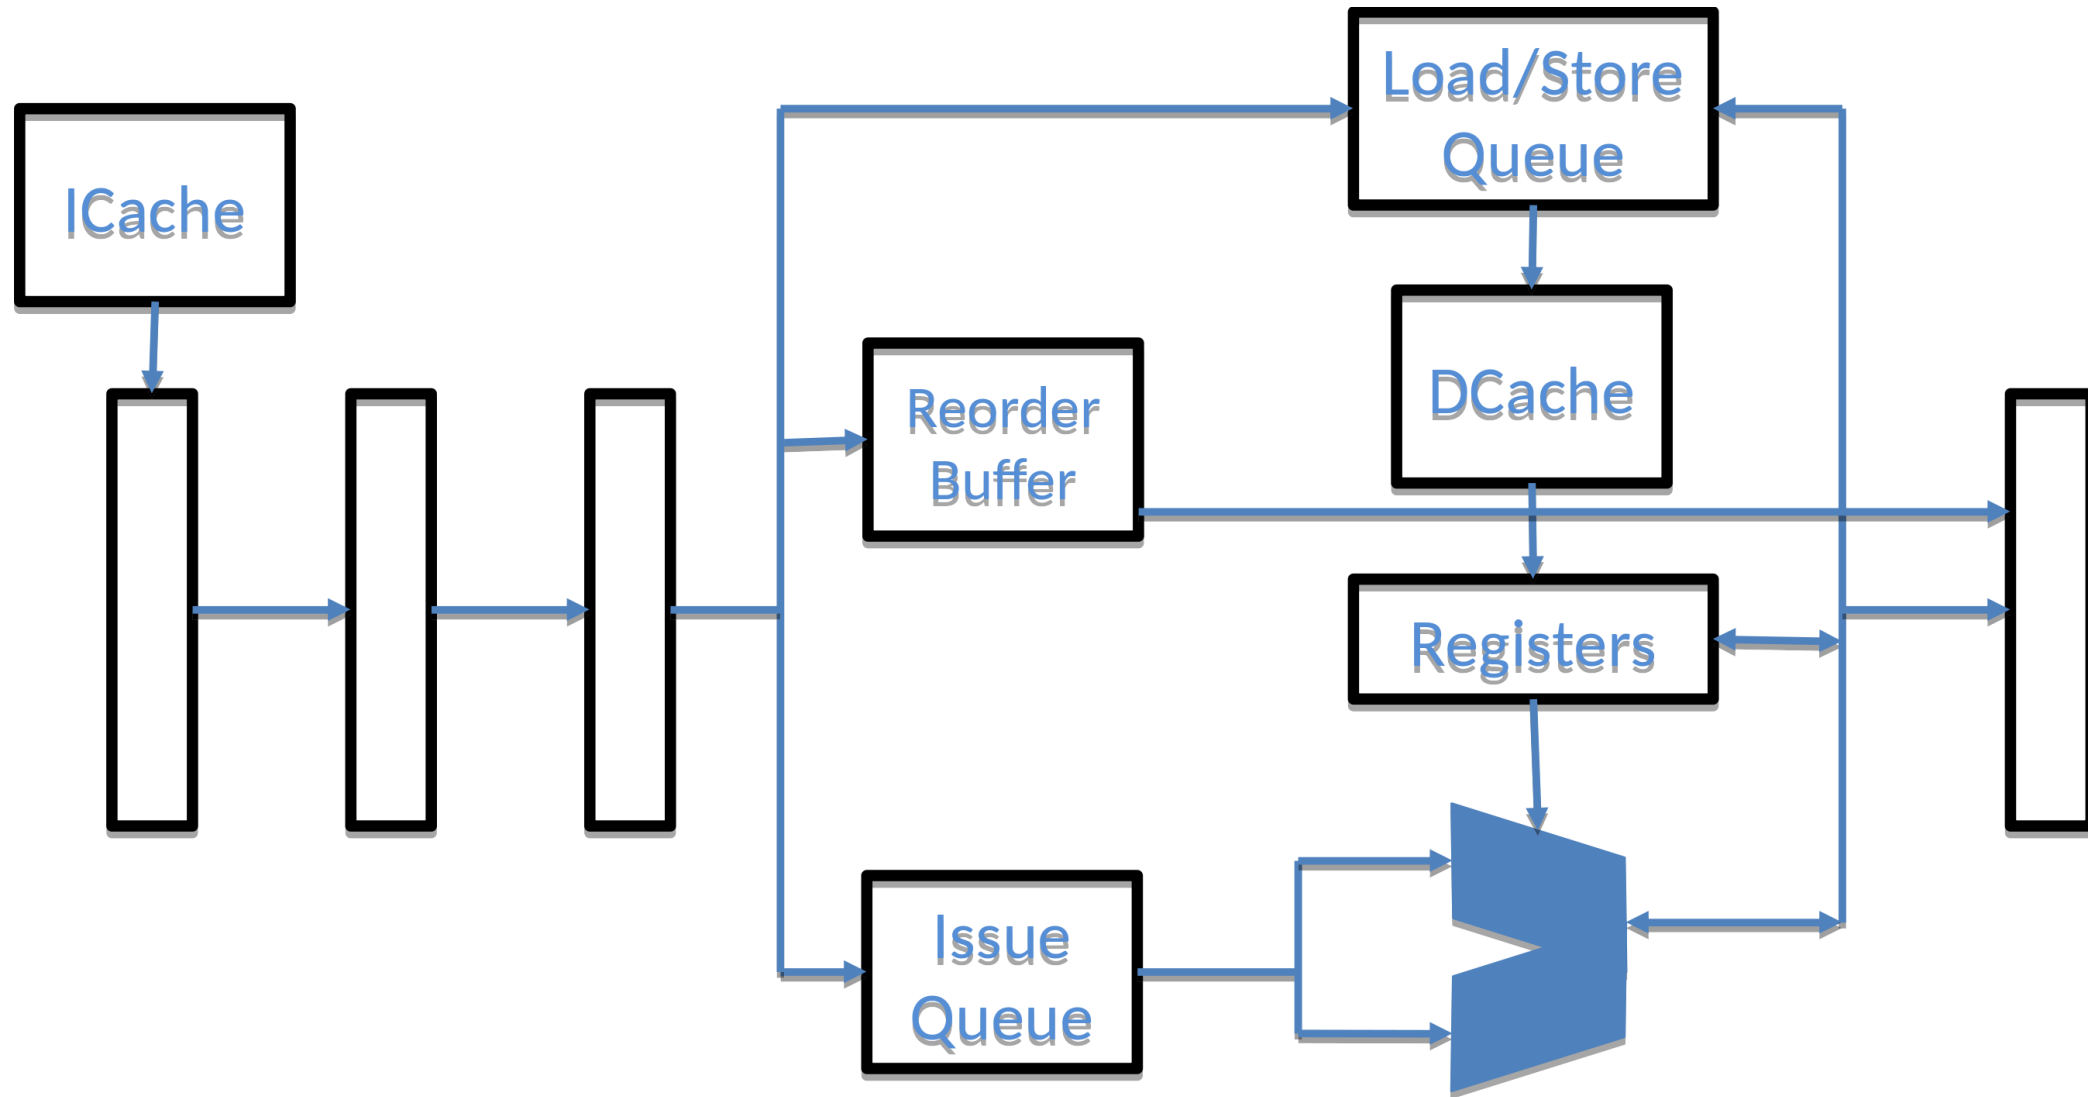 Load/Store
Queue
ICache
Reorder
Buffer
DCache
Registers
Issue
Queue